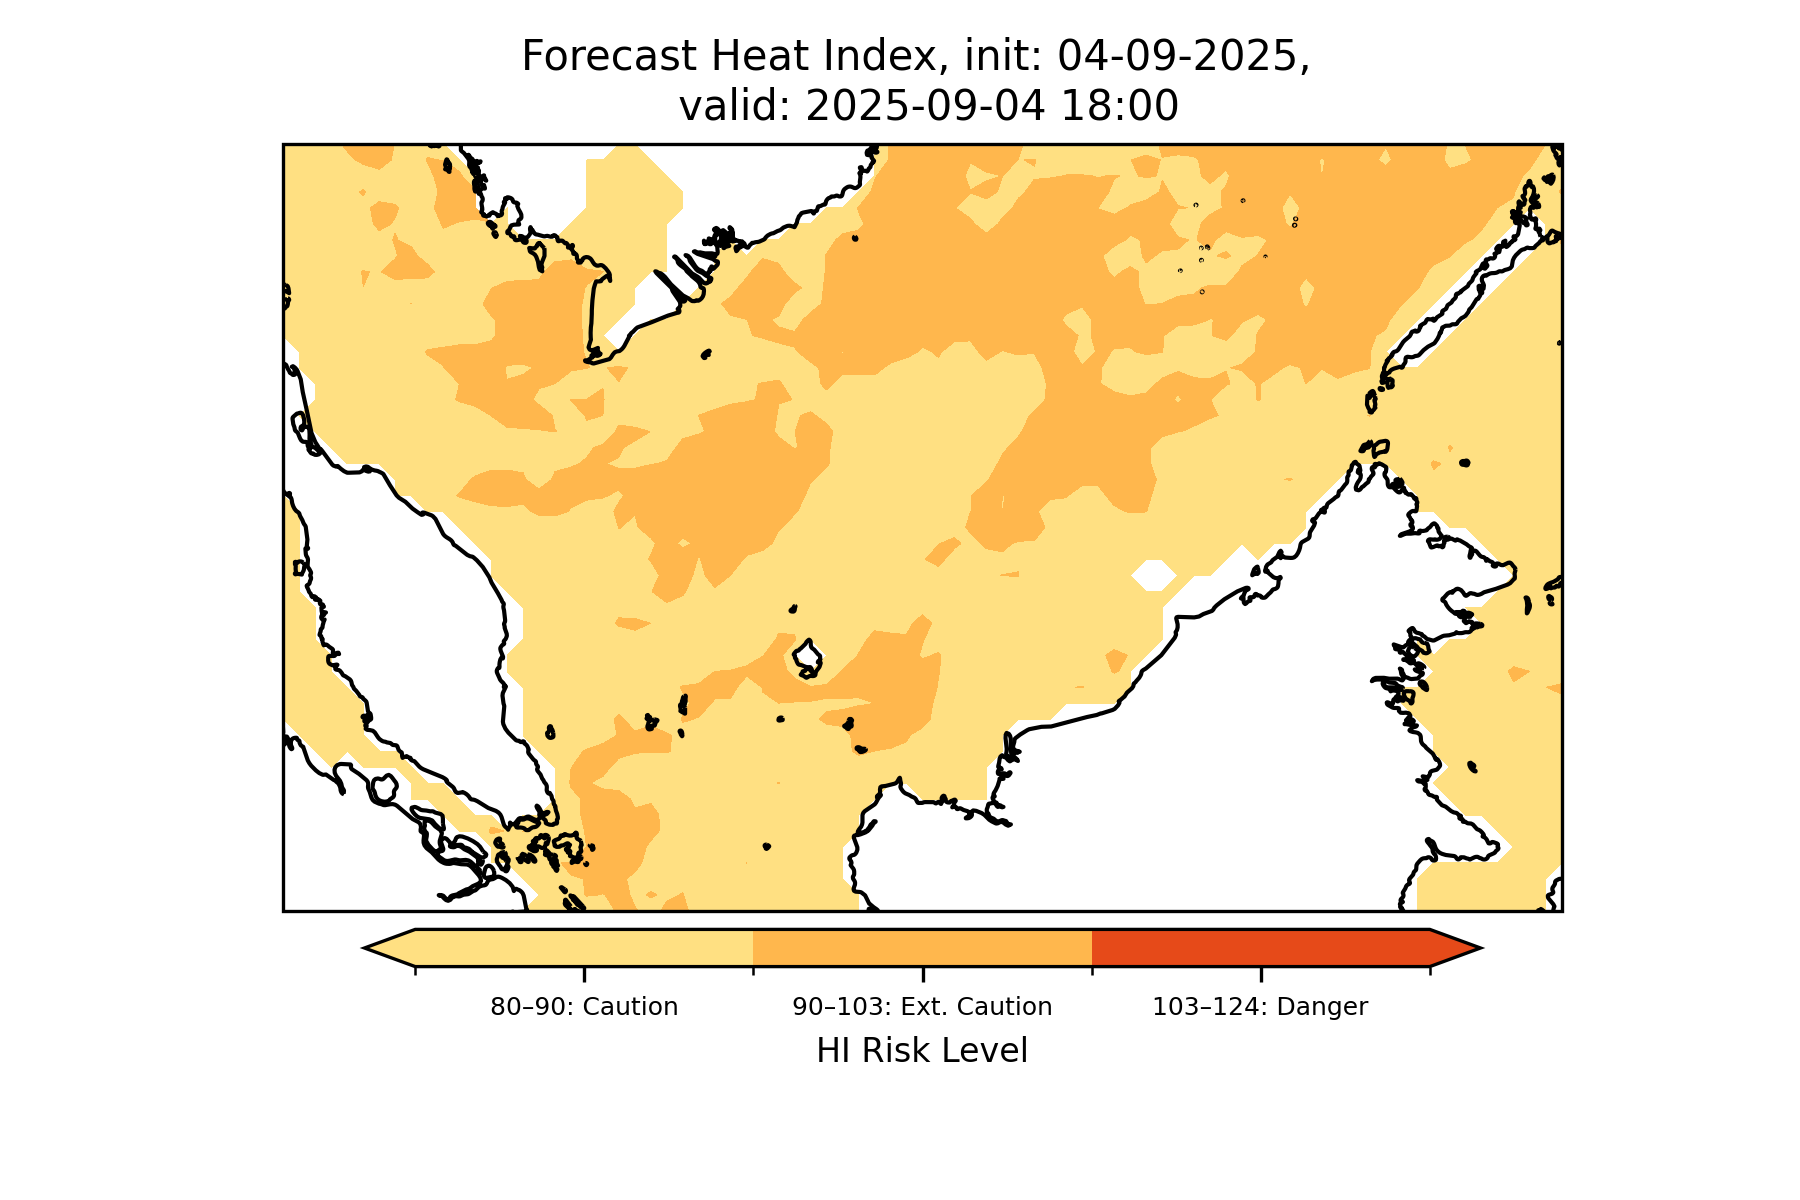 Forecast Heat Index, init: 04-09-2025,
valid: 2025-09-04 18:00
80–90: Caution
90–103: Ext. Caution
103–124: Danger
HI Risk Level